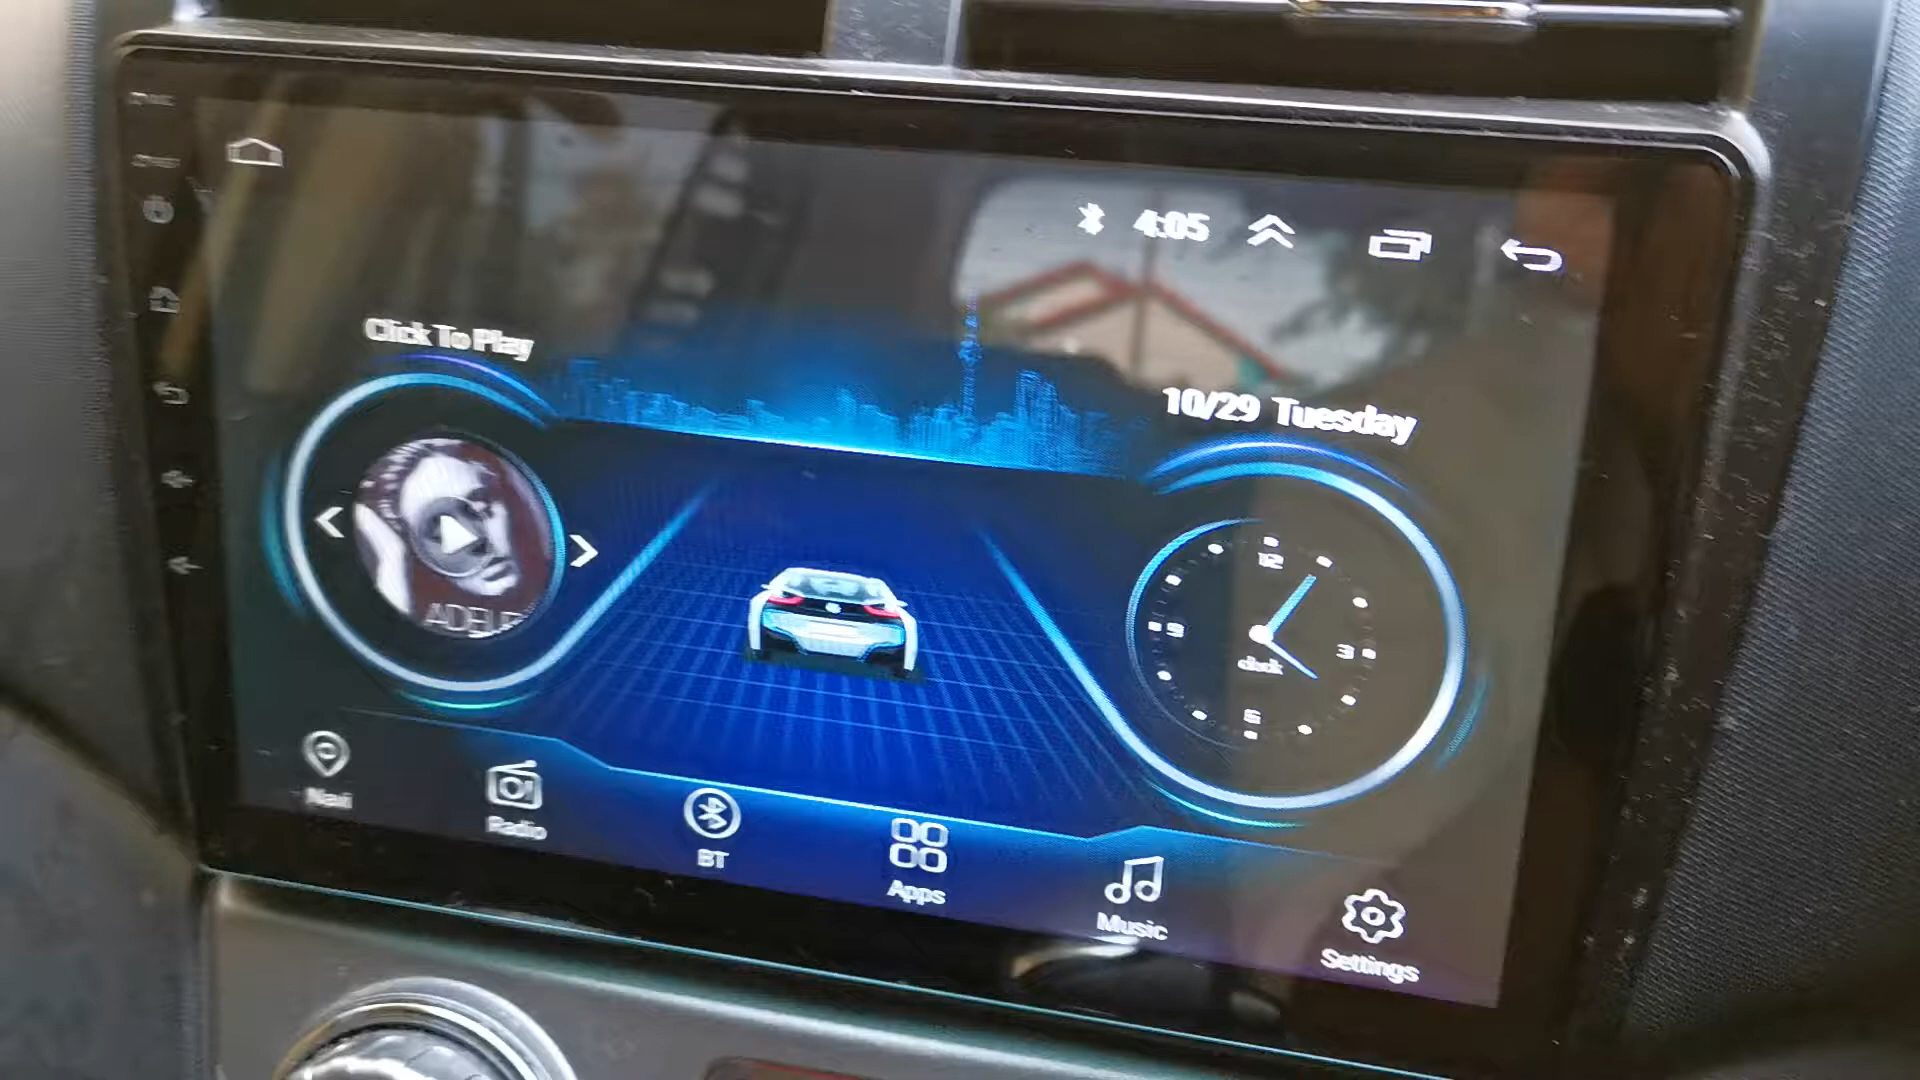 4:05
Click To Play
10/29 Tuesday
ADELE
12
9
3
6
clock
Navi
Radio
BT
Apps
Music
Settings